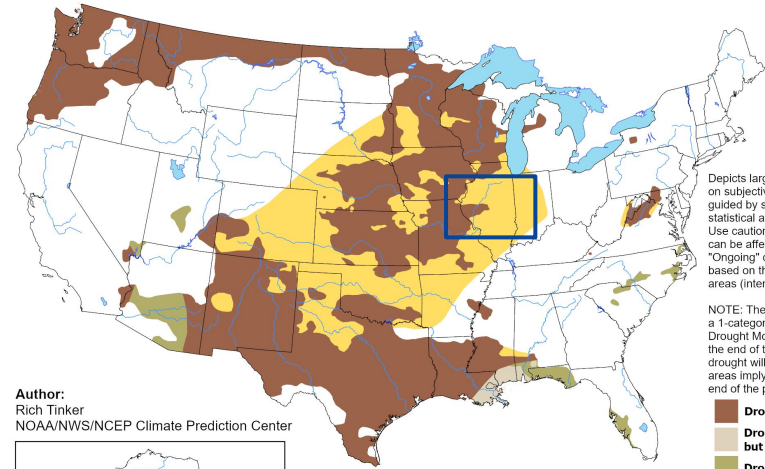 Depicts larg
on subjectiv
guided by s
statistical a
Use caution
can be affe
"Ongoing" 
based on th
areas (inter
NOTE: The
a 1-categor
Drought Mo
the end of t
drought will
areas imply
end of the p
Author:
Rich Tinker
NOAA/NWS/NCEP Climate Prediction Center
Dro
Dro
but
Dro